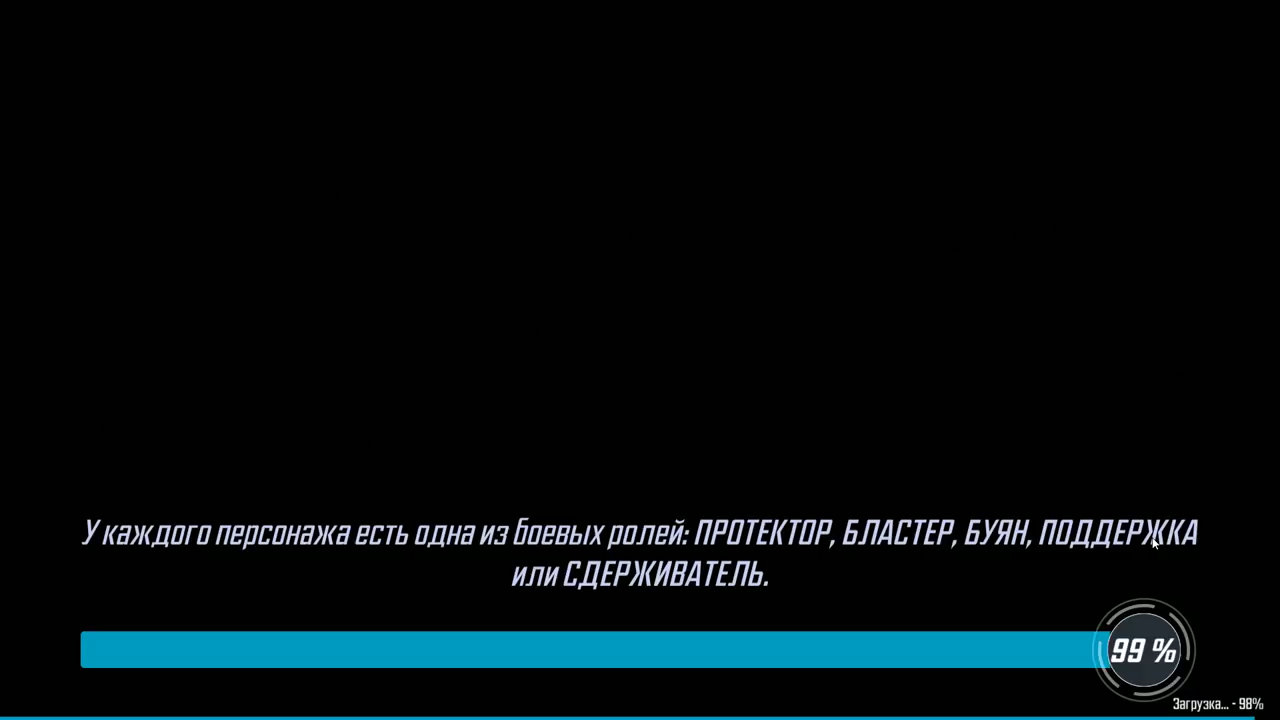 У каждого персонажа есть одна из боевых ролей: ПРОТЕКТОР, БЛАСТЕР, БУЯН, ПОДДЕРЖКА
или СДЕРЖИВАТЕЛЬ.
99 %
Загрузка... - 98%